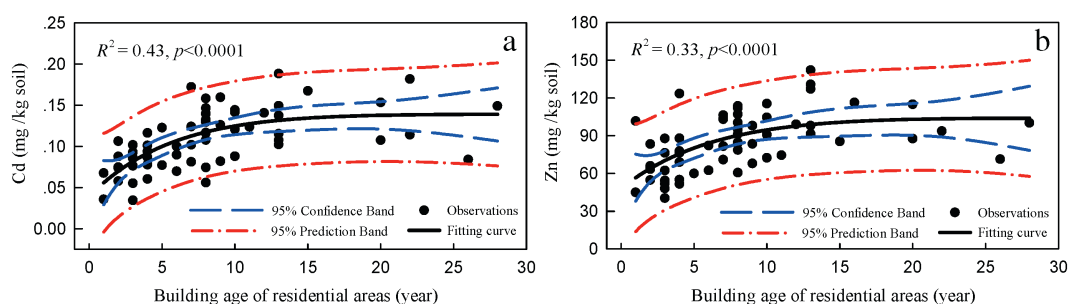 a
R² = 0.43, p<0.0001
Cd (mg /kg soil)
.25
.20
.15
.10
.05
0.00
95% Confidence Band
Observations
95% Prediction Band
Fitting curve
0 5 10 15 20 25 30
Building age of residential areas (year)
b
R² = 0.33, p<0.0001
Zn (mg /kg soil)
180
150
120
90
60
30
0
95% Confidence Band
Observations
95% Prediction Band
Fitting curve
0 5 10 15 20 25 30
Building age of residential areas (year)